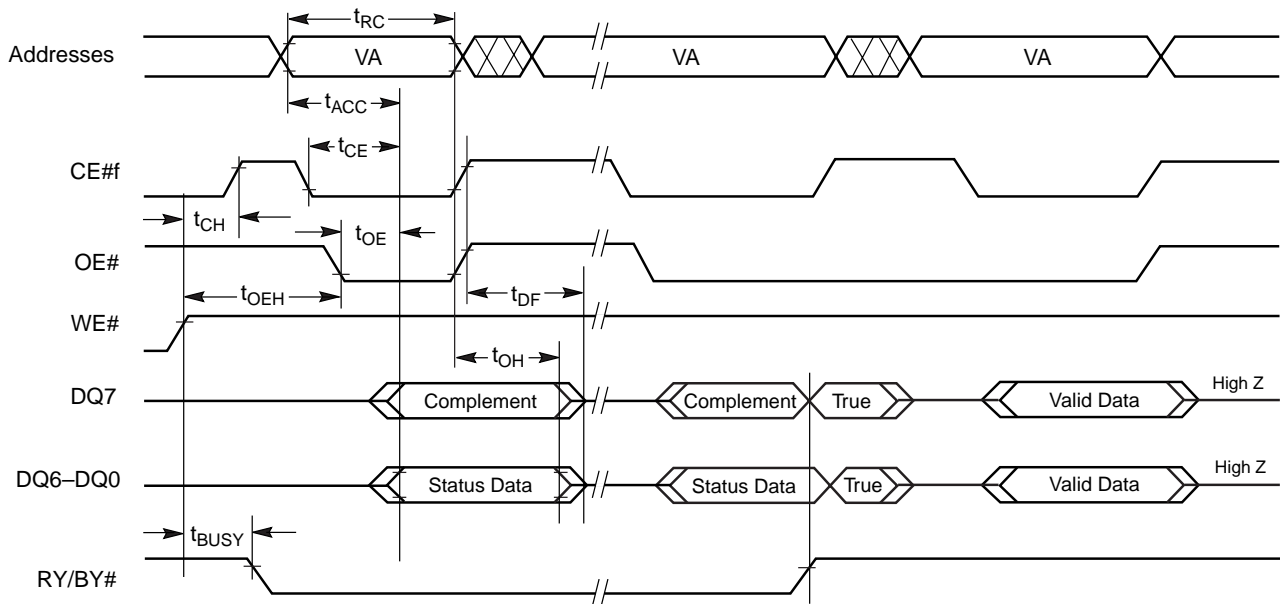 tRC
Addresses VA VA VA
tACC
tCE
CE#f
tCH tOE
OE#
tOEH tDF
WE#
tOH
DQ7 Complement Complement True Valid Data High Z
DQ6–DQ0 Status Data Status Data True Valid Data High Z
tBUSY
RY/BY#